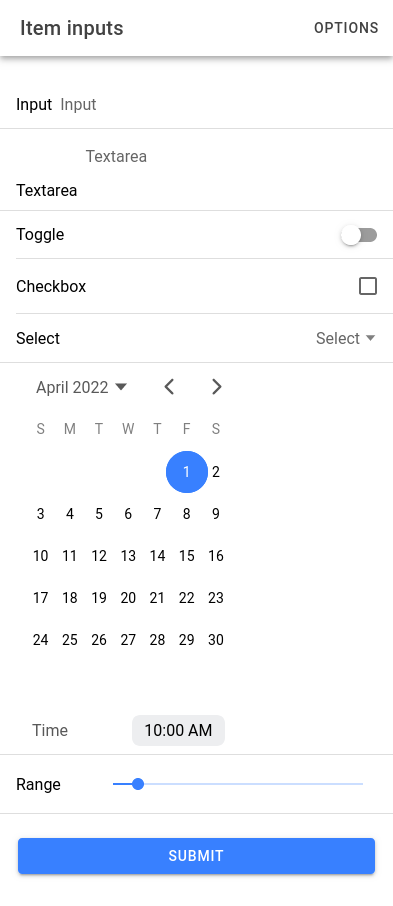 Item inputs OPTIONS
Input Input
Textarea
Textarea
Toggle
Checkbox
Select Select
April 2022
S M T W T F S
1 2
3 4 5 6 7 8 9
10 11 12 13 14 15 16
17 18 19 20 21 22 23
24 25 26 27 28 29 30
Time 10:00 AM
Range
SUBMIT